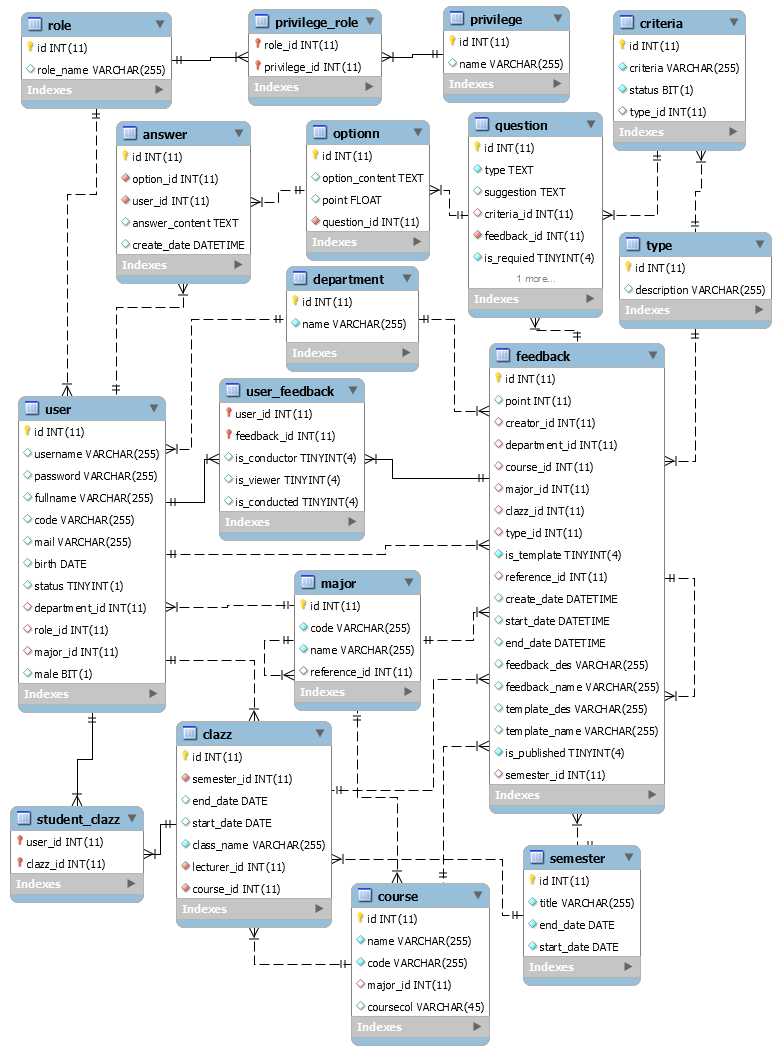 role
id INT(11)
role_name VARCHAR(255)
Indexes
privilege_role
role_id INT(11)
privilege_id INT(11)
Indexes
privilege
id INT(11)
name VARCHAR(255)
Indexes
criteria
id INT(11)
criteria VARCHAR(255)
status BIT(1)
type_id INT(11)
Indexes
answer
id INT(11)
option_id INT(11)
user_id INT(11)
answer_content TEXT
create_date DATETIME
Indexes
optionn
id INT(11)
option_content TEXT
point FLOAT
question_id INT(11)
Indexes
question
id INT(11)
type TEXT
suggestion TEXT
criteria_id INT(11)
feedback_id INT(11)
is_requied TINYINT(4)
1 more...
Indexes
type
id INT(11)
description VARCHAR(255)
Indexes
department
id INT(11)
name VARCHAR(255)
Indexes
user
id INT(11)
username VARCHAR(255)
password VARCHAR(255)
fullname VARCHAR(255)
code VARCHAR(255)
mail VARCHAR(255)
birth DATE
status TINYINT(1)
department_id INT(11)
role_id INT(11)
major_id INT(11)
male BIT(1)
Indexes
user_feedback
user_id INT(11)
feedback_id INT(11)
is_conductor TINYINT(4)
is_viewer TINYINT(4)
is_conducted TINYINT(4)
Indexes
feedback
id INT(11)
point INT(11)
creator_id INT(11)
department_id INT(11)
course_id INT(11)
major_id INT(11)
clazz_id INT(11)
type_id INT(11)
is_template TINYINT(4)
reference_id INT(11)
create_date DATETIME
start_date DATETIME
end_date DATETIME
feedback_des VARCHAR(255)
feedback_name VARCHAR(255)
template_des VARCHAR(255)
template_name VARCHAR(255)
is_published TINYINT(4)
semester_id INT(11)
Indexes
major
id INT(11)
code VARCHAR(255)
name VARCHAR(255)
reference_id INT(11)
Indexes
clazz
id INT(11)
semester_id INT(11)
end_date DATE
start_date DATE
class_name VARCHAR(255)
lecturer_id INT(11)
course_id INT(11)
Indexes
student_clazz
user_id INT(11)
clazz_id INT(11)
Indexes
course
id INT(11)
name VARCHAR(255)
code VARCHAR(255)
major_id INT(11)
coursecol VARCHAR(45)
Indexes
semester
id INT(11)
title VARCHAR(255)
end_date DATE
start_date DATE
Indexes